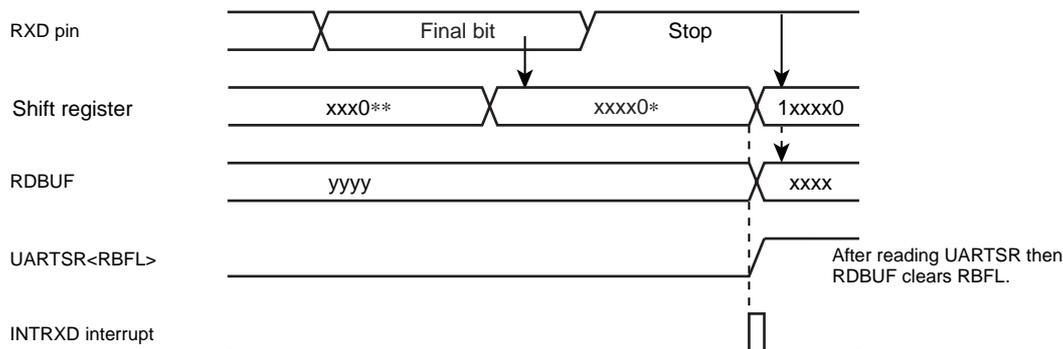 RXD pin
Final bit
Stop
Shift register
xxx0**
xxxx0*
1xxxx0
RDBUF
yyyy
xxxx
UARTSR<RBFL>
After reading UARTSR then
RDBUF clears RBFL.
INTRXD interrupt